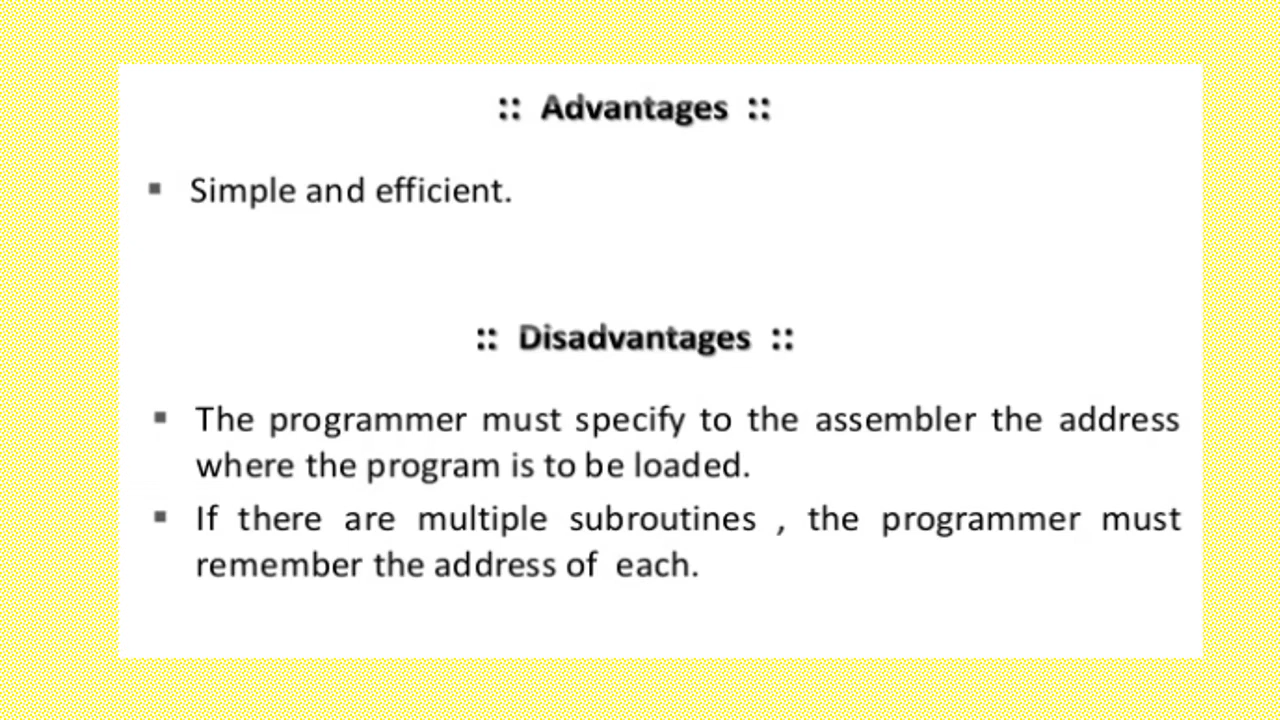 :: Advantages ::
▪ Simple and efficient.
:: Disadvantages ::
▪ The programmer must specify to the assembler the address
where the program is to be loaded.
▪ If there are multiple subroutines , the programmer must
remember the address of each.